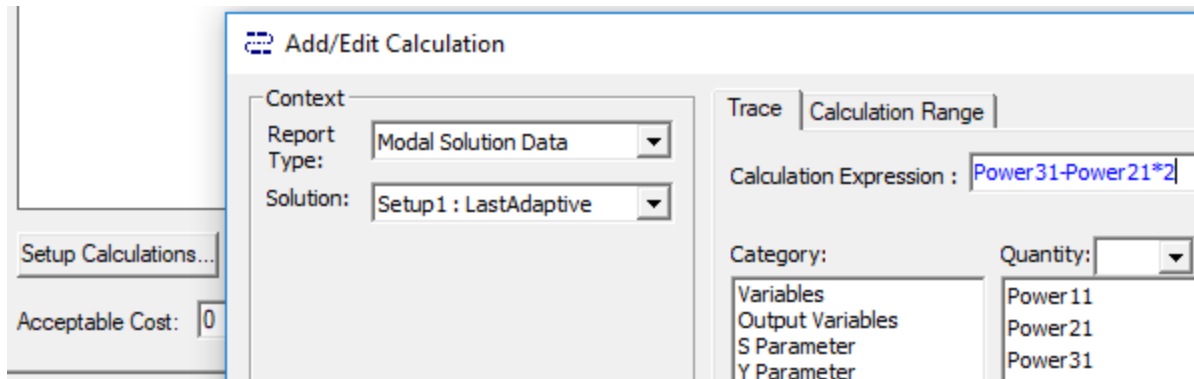 Add/Edit Calculation
Context
Report Type:
Modal Solution Data
Solution:
Setup1 : LastAdaptive
Trace
Calculation Range
Calculation Expression :
Power31-Power21*2
Setup Calculations...
Acceptable Cost:
0
Category:
Variables
Output Variables
S Parameter
Y Parameter
Quantity:
Power11
Power21
Power31